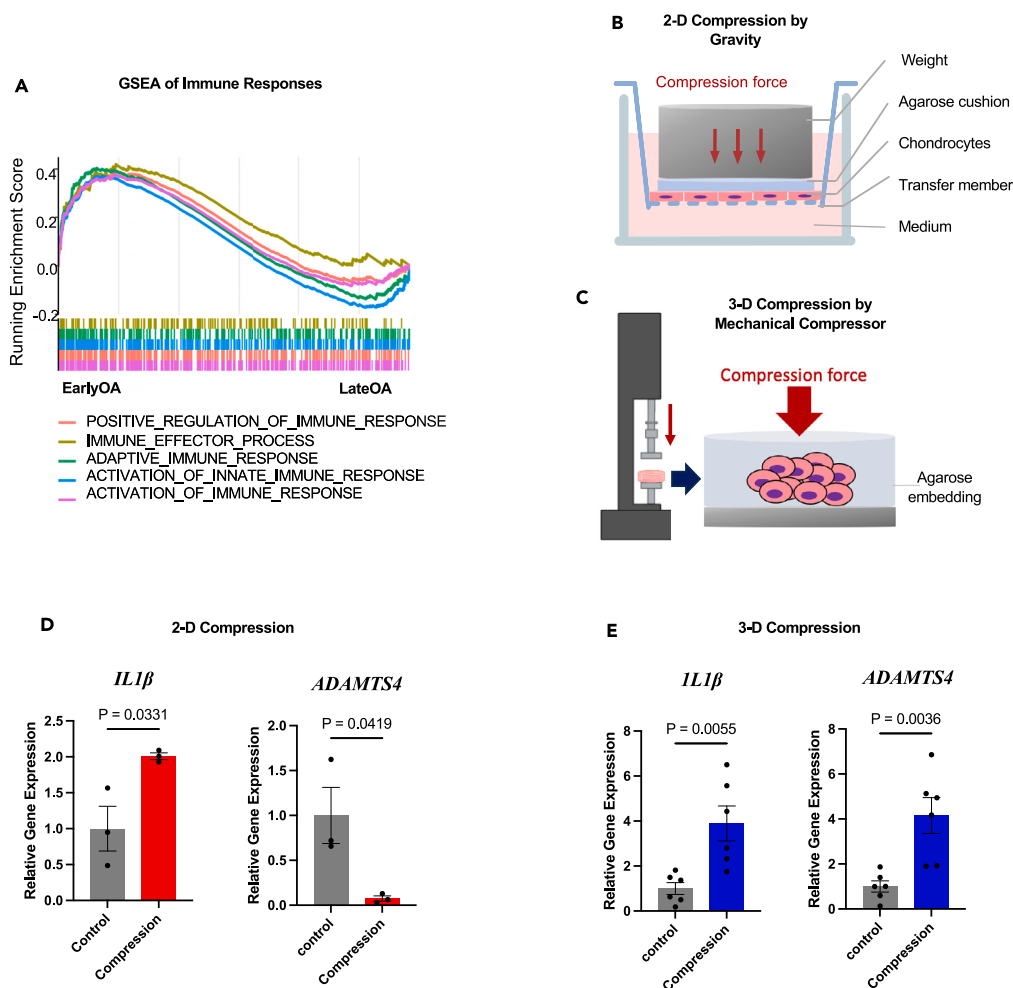 A
GSEA of Immune Responses
Running Enrichment Score
0.4
0.2
0.0
−0.2
EarlyOA
LateOA
POSITIVE_REGULATION_OF_IMMUNE_RESPONSE
IMMUNE_EFFECTOR_PROCESS
ADAPTIVE_IMMUNE_RESPONSE
ACTIVATION_OF_INNATE_IMMUNE_RESPONSE
ACTIVATION_OF_IMMUNE_RESPONSE
B
2-D Compression by
Gravity
Compression force
Weight
Agarose cushion
Chondrocytes
Transfer member
Medium
C
3-D Compression by
Mechanical Compressor
Compression force
Agarose
embedding
D
2-D Compression
IL1β
P = 0.0331
Relative Gene Expression
2.5
2.0
1.5
1.0
0.5
0.0
Control
Compression
ADAMTS4
P = 0.0419
Relative Gene Expression
2.0
1.5
1.0
0.5
0.0
control
Compression
E
3-D Compression
1L1β
P = 0.0055
Relative Gene Expression
8
6
4
2
0
control
Compression
ADAMTS4
P = 0.0036
Relative Gene Expression
8
6
4
2
0
control
Compression